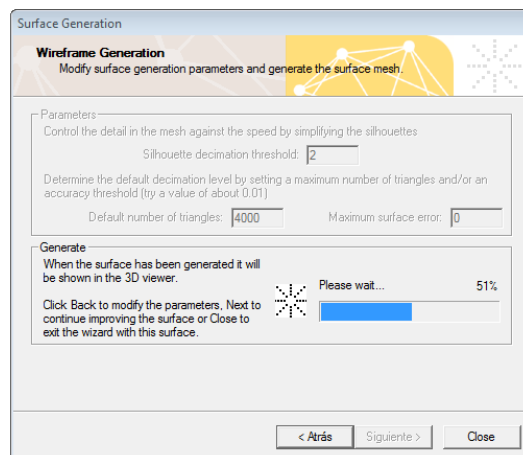 Surface Generation
Wireframe Generation
Modify surface generation parameters and generate the surface mesh.
Parameters
Control the detail in the mesh against the speed by simplifying the silhouettes
Silhouette decimation threshold: 2
Determine the default decimation level by setting a maximum number of triangles and/or an
accuracy threshold (try a value of about 0.01)
Default number of triangles: 4000 Maximum surface error: 0
Generate
When the surface has been generated it will
be shown in the 3D viewer.
Please wait... 51%
Click Back to modify the parameters, Next to
continue improving the surface or Close to
exit the wizard with this surface.
< Atrás Siguiente > Close